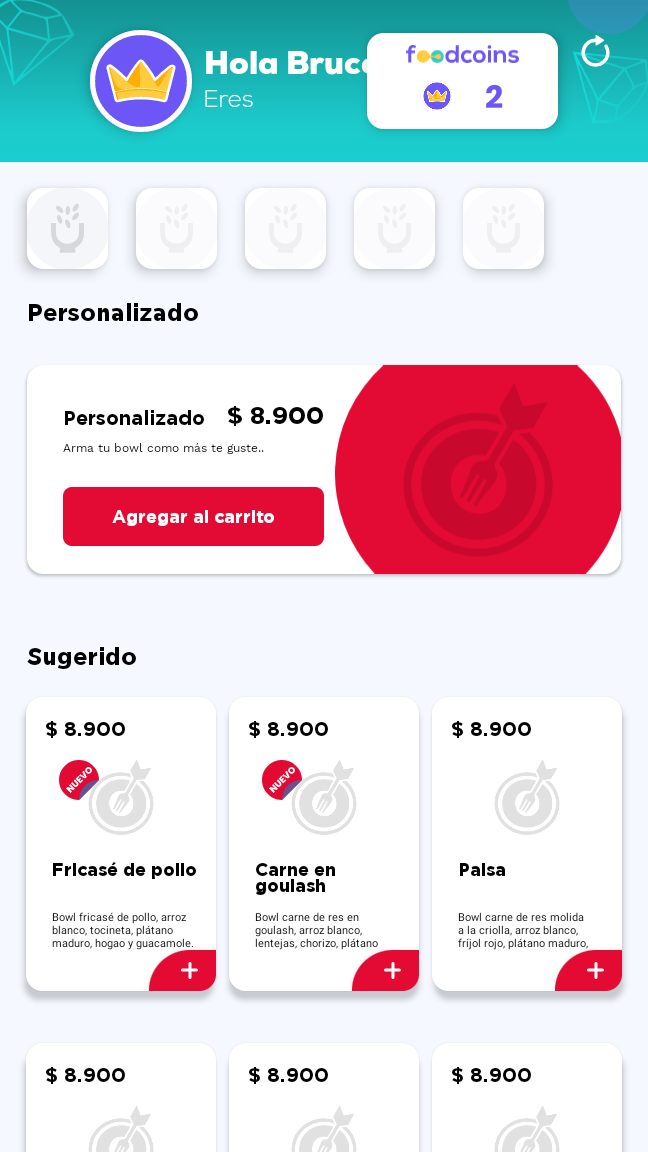 Hola Bruc
Eres
foodcoins
2
Personalizado
Personalizado
$ 8.900
Arma tu bowl como más te guste..
Agregar al carrito
Sugerido
$ 8.900
NUEVO
Fricasé de pollo
Bowl fricasé de pollo, arroz
blanco, tocineta, plátano
maduro, hogao y guacamole.
$ 8.900
NUEVO
Carne en
goulash
Bowl carne de res en
goulash, arroz blanco,
lentejas, chorizo, plátano
$ 8.900
Paisa
Bowl carne de res molida
a la criolla, arroz blanco,
fríjol rojo, plátano maduro,
$ 8.900
$ 8.900
$ 8.900